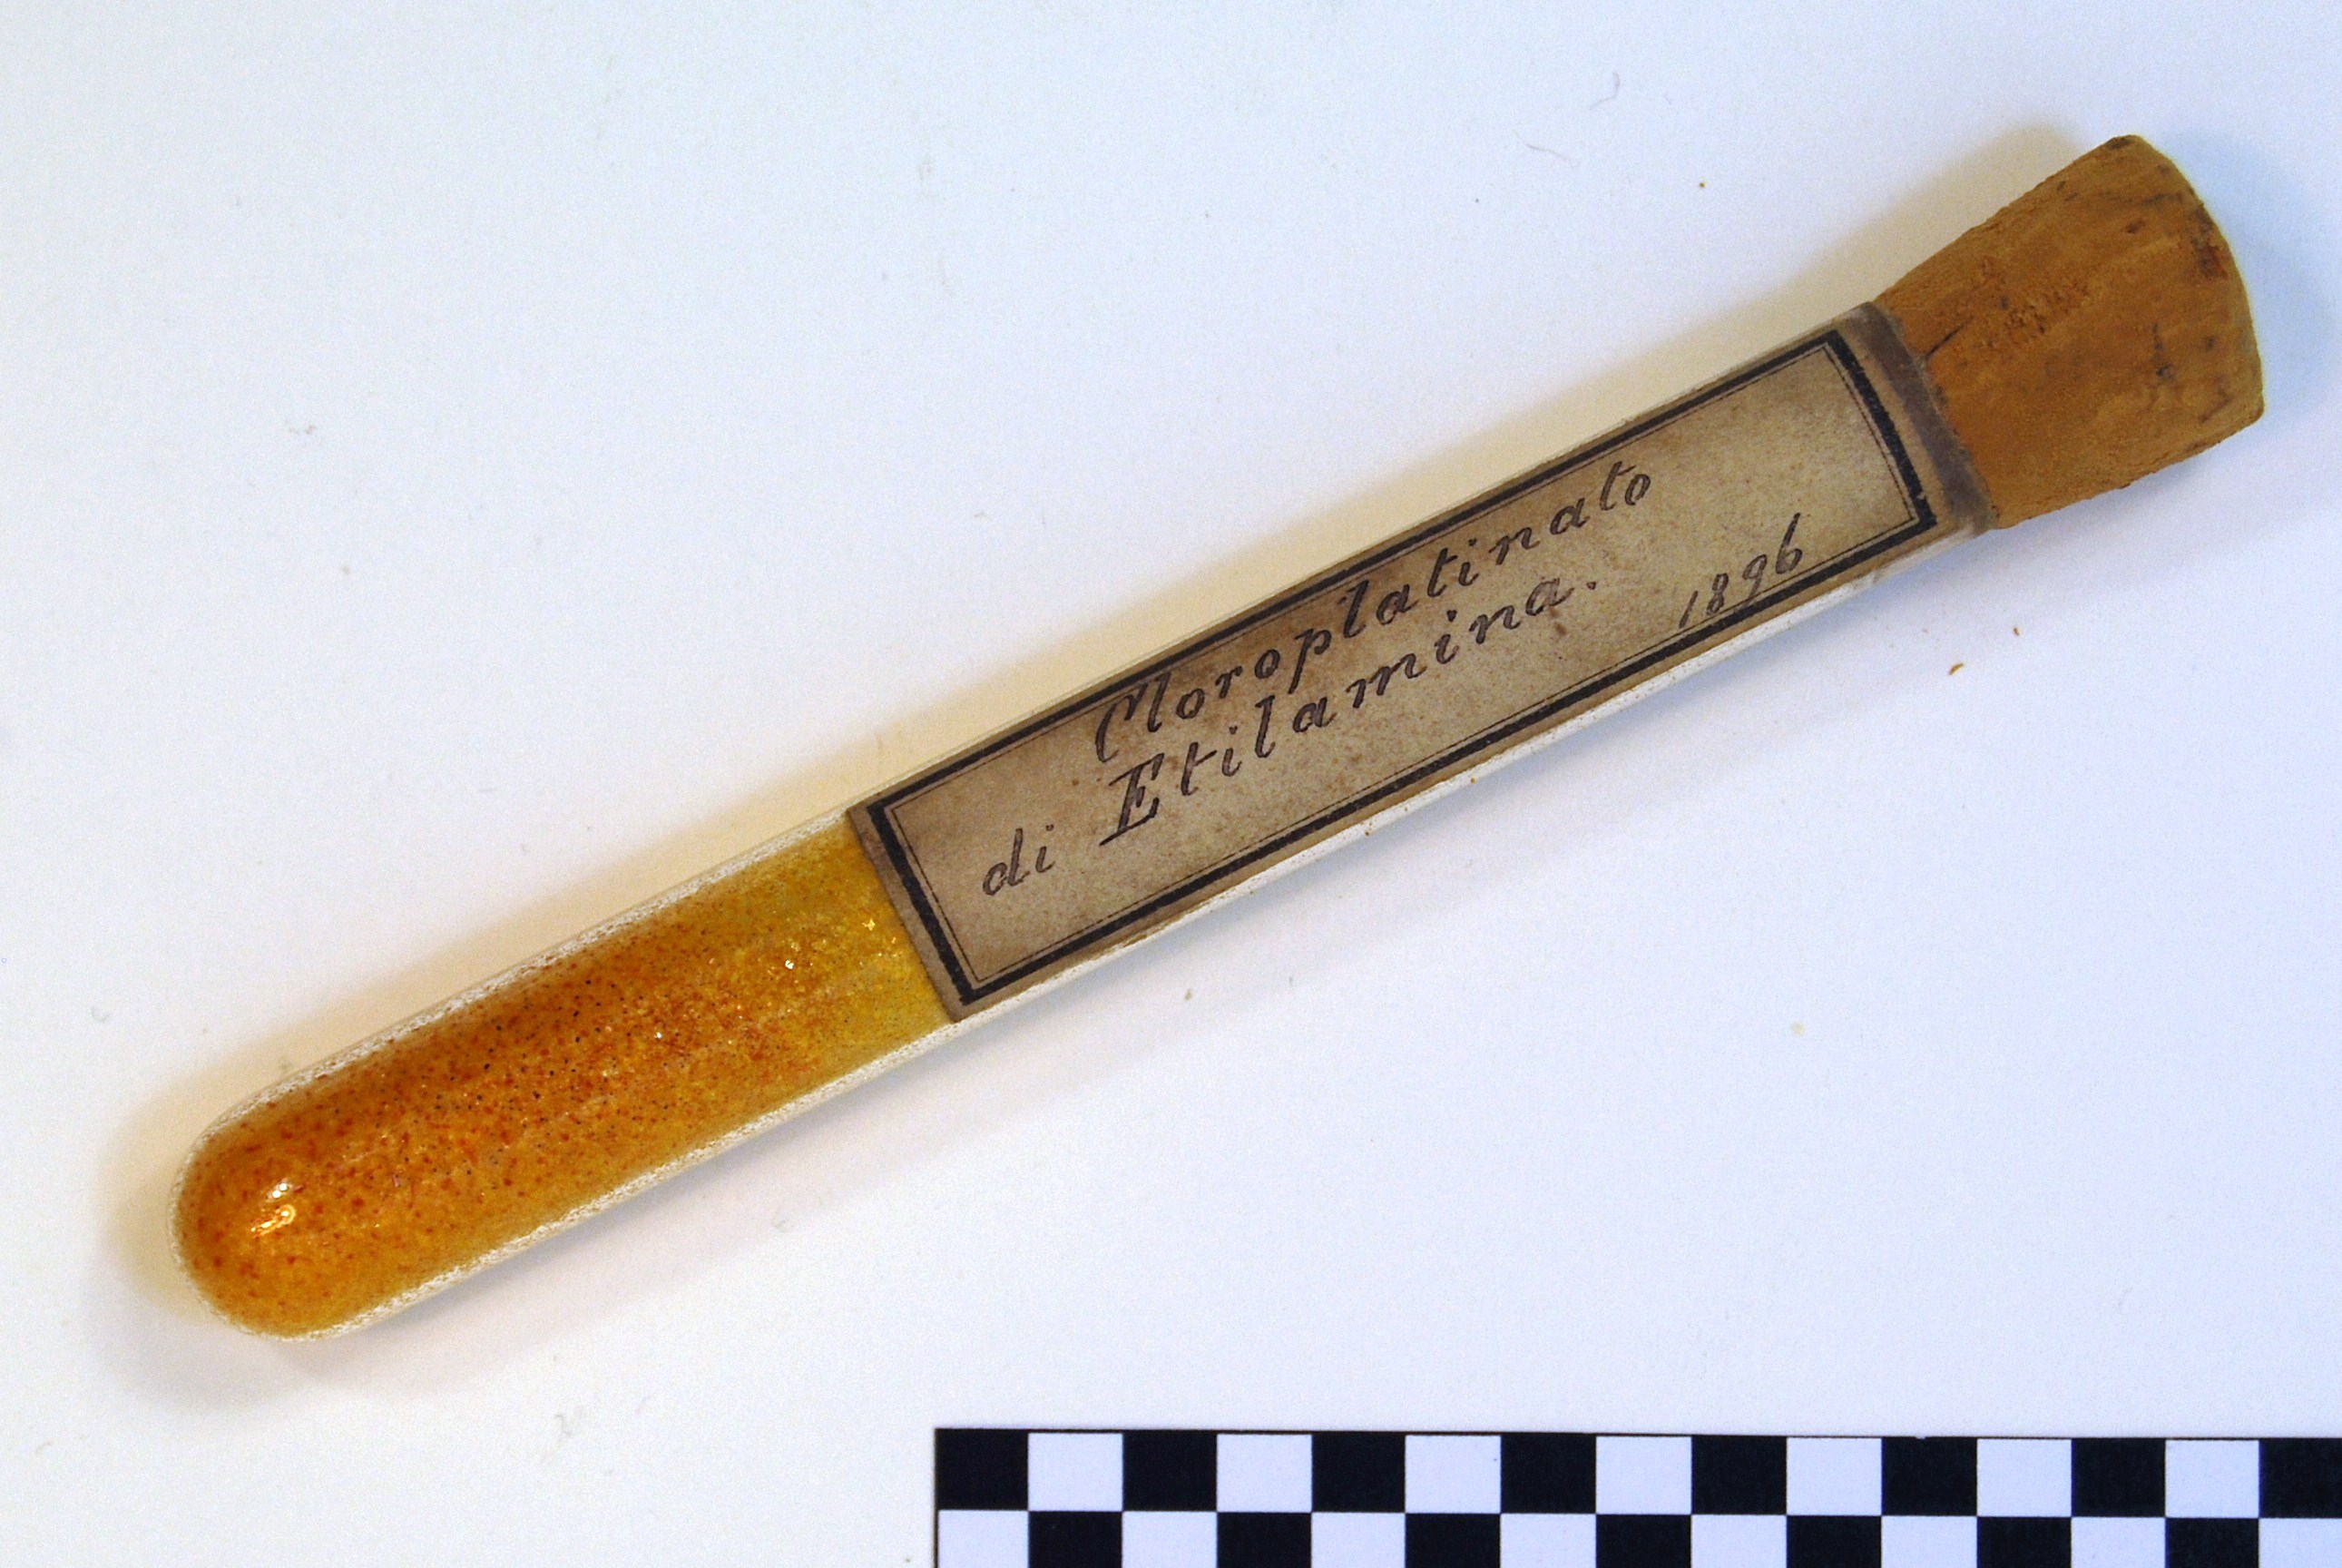 Cloroplatinato
di Etilamina.
1896